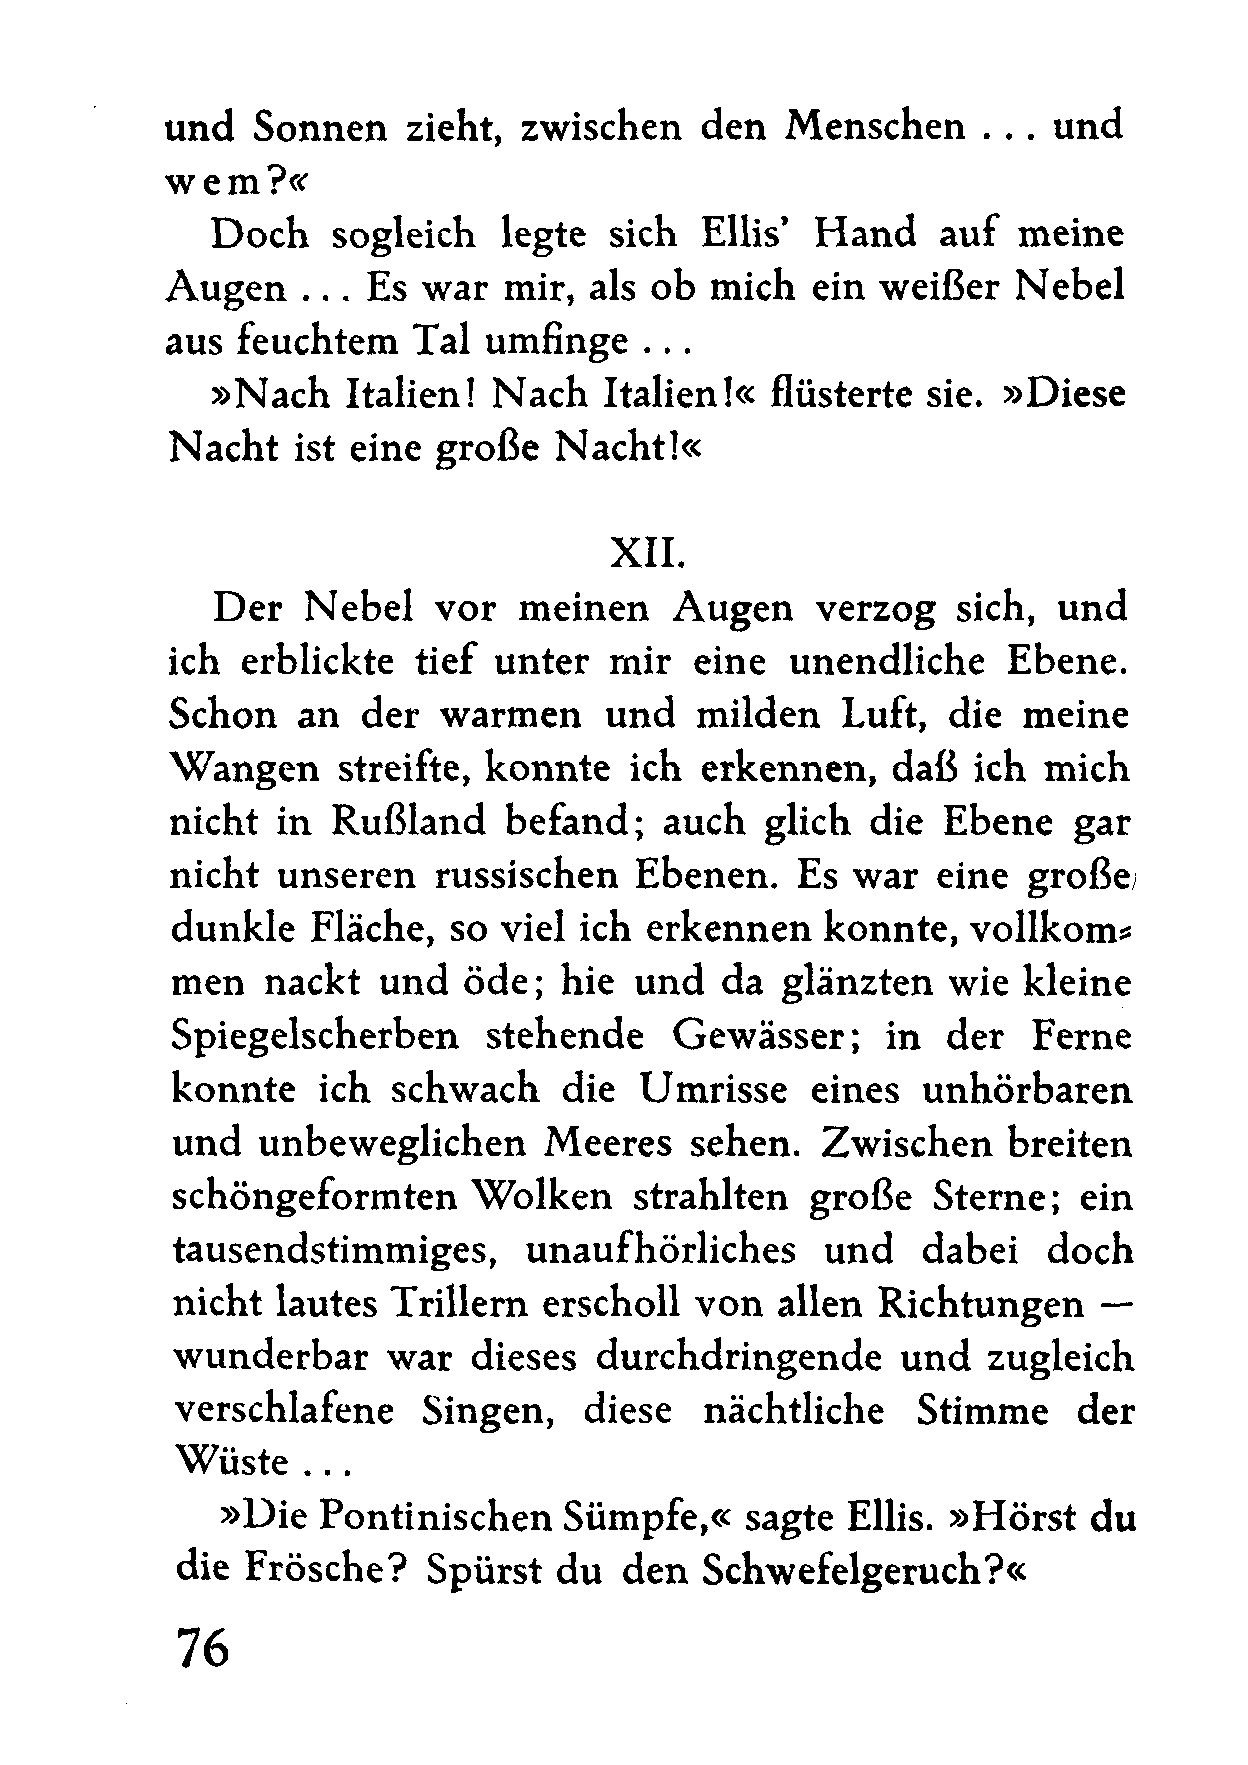 und Sonnen zieht, zwischen den Menschen . . . und
w e m ?«
Doch sogleich legte sich Ellis’ Hand auf meine
Augen . . . Es war mir, als ob mich ein weißer Nebel
aus feuchtem Tal umfinge . . .
»Nach Italien! Nach Italien!« flüsterte sie. »Diese
Nacht ist eine große Nacht!«
XII.
Der Nebel vor meinen Augen verzog sich, und
ich erblickte tief unter mir eine unendliche Ebene.
Schon an der warmen und milden Luft, die meine
Wangen streifte, konnte ich erkennen, daß ich mich
nicht in Rußland befand; auch glich die Ebene gar
nicht unseren russischen Ebenen. Es war eine große,
dunkle Fläche, so viel ich erkennen konnte, vollkom⸗
men nackt und öde; hie und da glänzten wie kleine
Spiegelscherben stehende Gewässer; in der Ferne
konnte ich schwach die Umrisse eines unhörbaren
und unbeweglichen Meeres sehen. Zwischen breiten
schöngeformten Wolken strahlten große Sterne; ein
tausendstimmiges, unaufhörliches und dabei doch
nicht lautes Trillern erscholl von allen Richtungen —
wunderbar war dieses durchdringende und zugleich
verschlafene Singen, diese nächtliche Stimme der
Wüste . . .
»Die Pontinischen Sümpfe,« sagte Ellis. »Hörst du
die Frösche? Spürst du den Schwefelgeruch?«
76